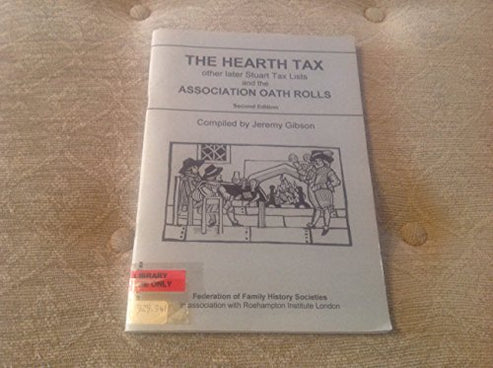 THE HEARTH TAX
other later Stuart Tax Lists
and the
ASSOCIATION OATH ROLLS
Second Edition
Compiled by Jeremy Gibson
LIBRARY
ONLY
Federation of Family History Societies
in association with Roehampton Institute London